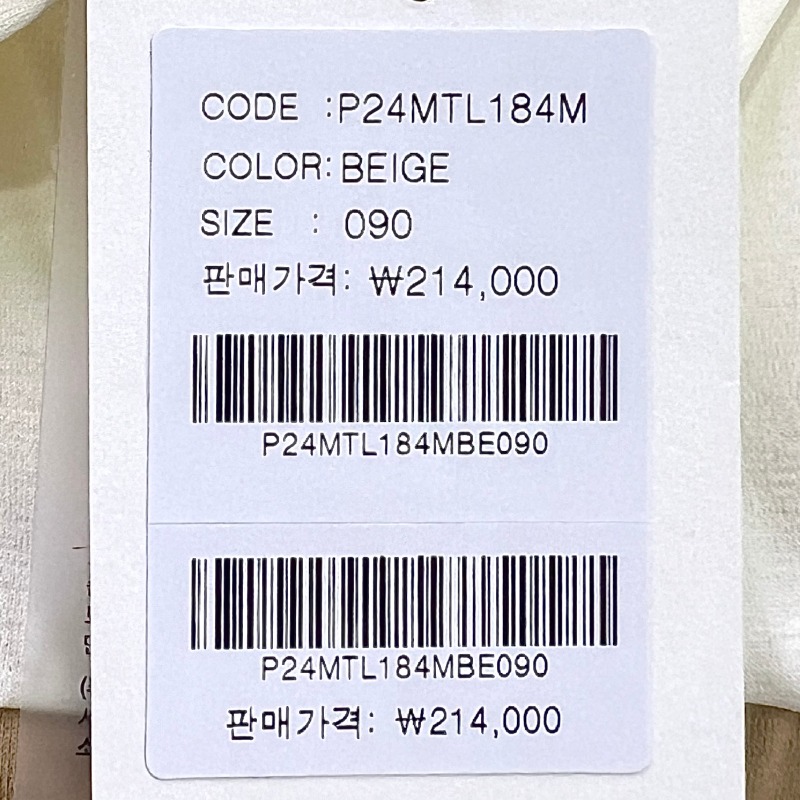 CODE :P24MTL184M
COLOR:BEIGE
SIZE : 090
판매가격: ₩214,000
P24MTL184MBE090
P24MTL184MBE090
판매가격: ₩214,000